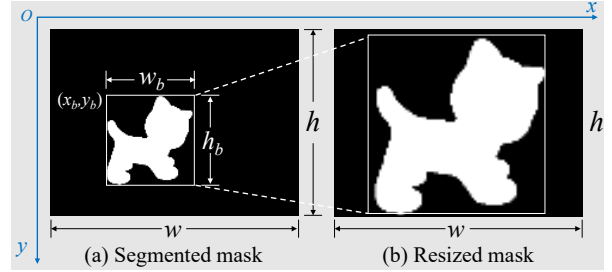 O x
w_b
(x_b,y_b)
h_b h h
w w
y (a) Segmented mask (b) Resized mask